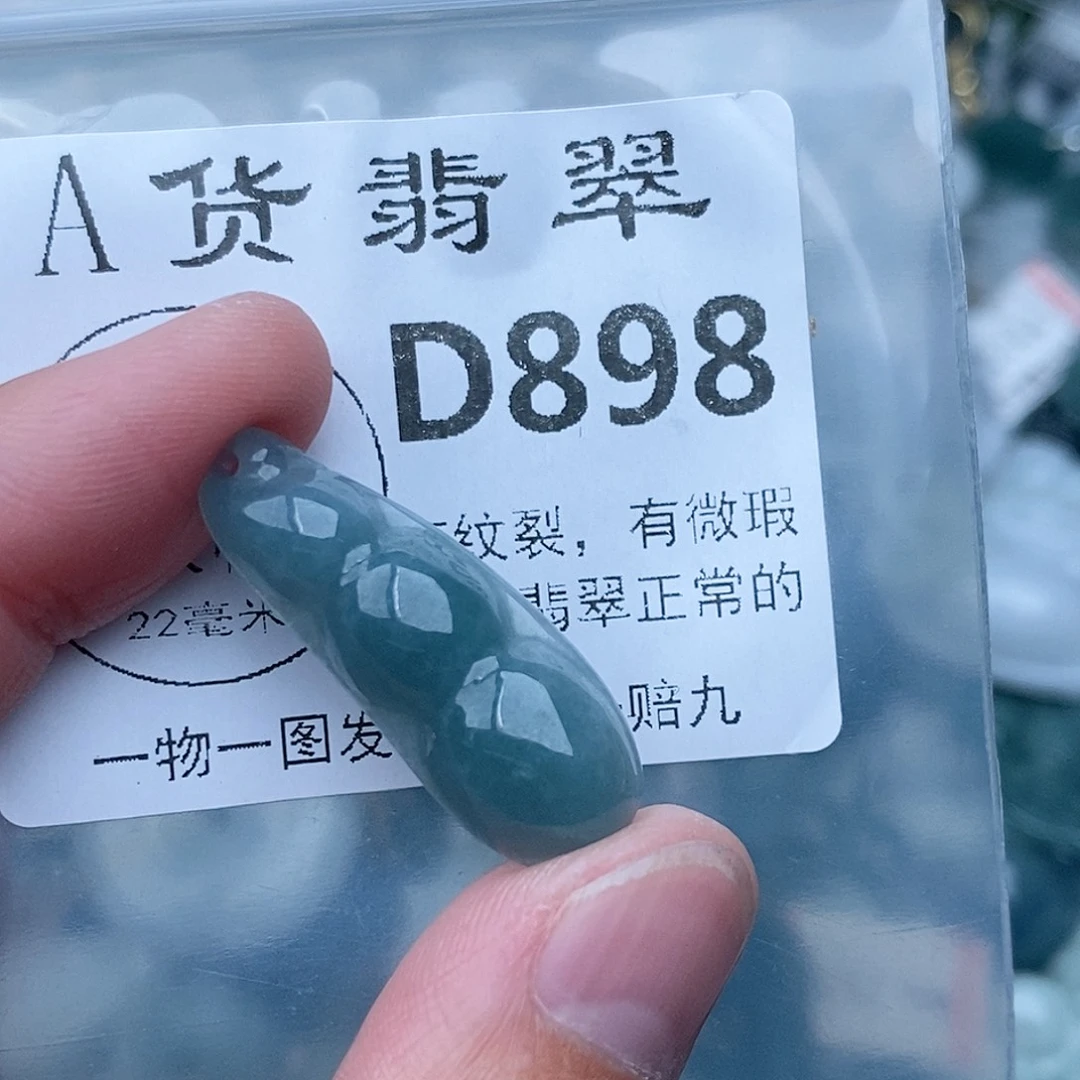 A货翡翠
D898
纹裂，有微瑕
22毫米
翡翠正常的
一物一图发
赔九